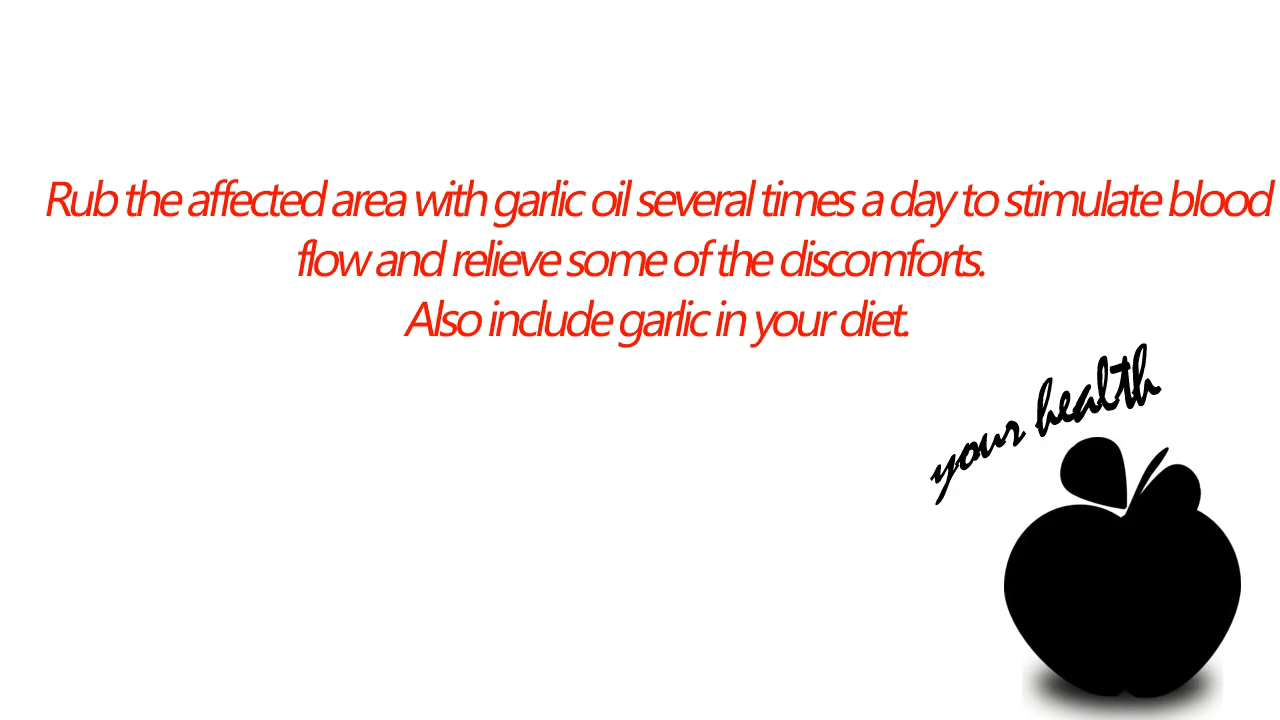 Rub the affected area with garlic oil several times a day to stimulate blood
flow and relieve some of the discomforts.
Also include garlic in your diet.
your health